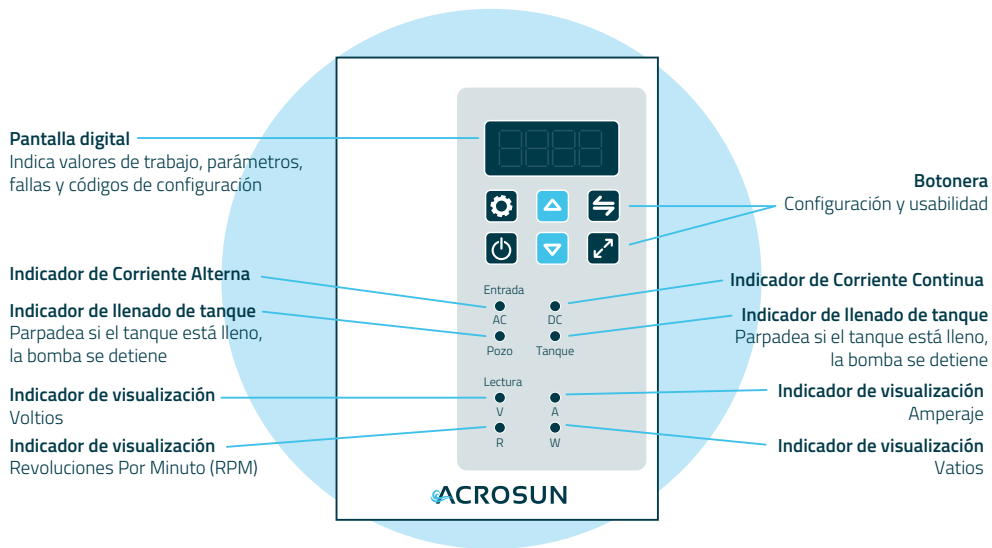 Pantalla digital
Indica valores de trabajo, parámetros,
fallas y códigos de configuración
Indicador de Corriente Alterna
Indicador de llenado de tanque
Parpadea si el tanque está lleno,
la bomba se detiene
Indicador de visualización
Voltios
Indicador de visualización
Revoluciones Por Minuto (RPM)
Entrada
AC
DC
Pozo
Tanque
Lectura
V
A
R
W
ACROSUN
Botonera
Configuración y usabilidad
Indicador de Corriente Continua
Indicador de llenado de tanque
Parpadea si el tanque está lleno,
la bomba se detiene
Indicador de visualización
Amperaje
Indicador de visualización
Vatios